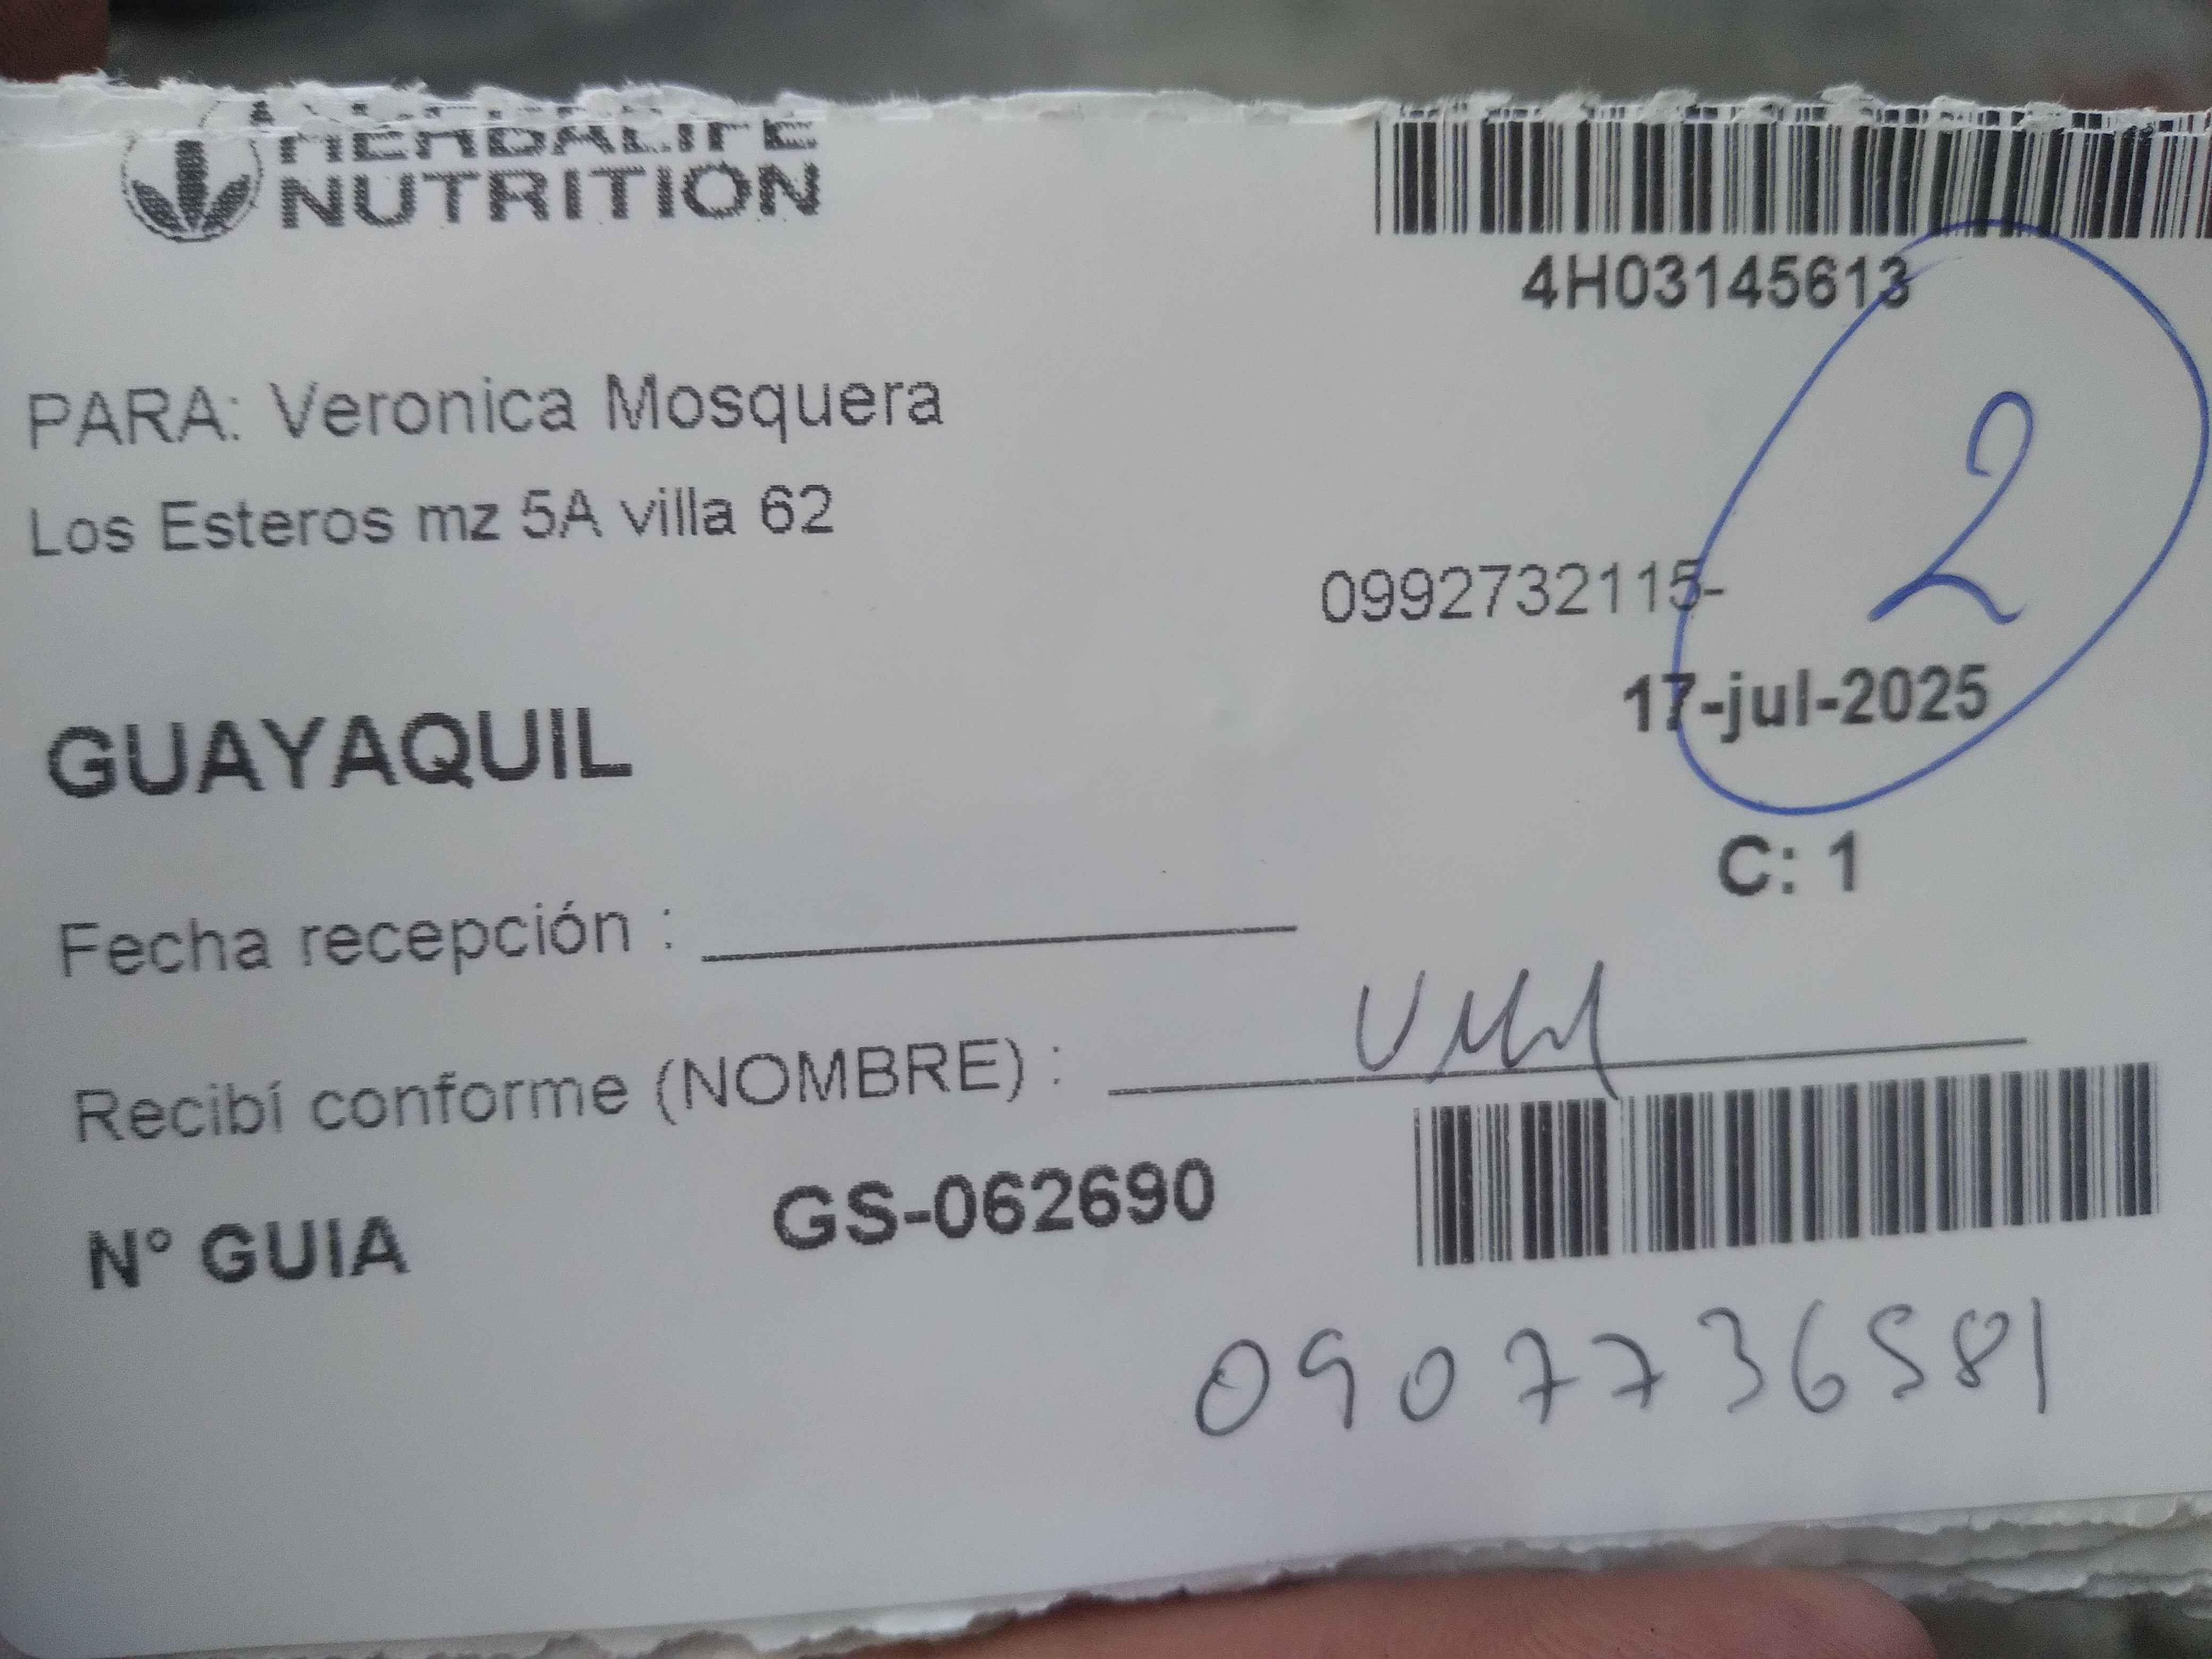 HERBALIFE
NUTRITION
4H03145613
PARA: Veronica Mosquera
Los Esteros mz 5A villa 62
2
0992732115-
17-jul-2025
GUAYAQUIL
C: 1
Fecha recepción :
Recibí conforme (NOMBRE) :
N° GUIA GS-062690
0907736581